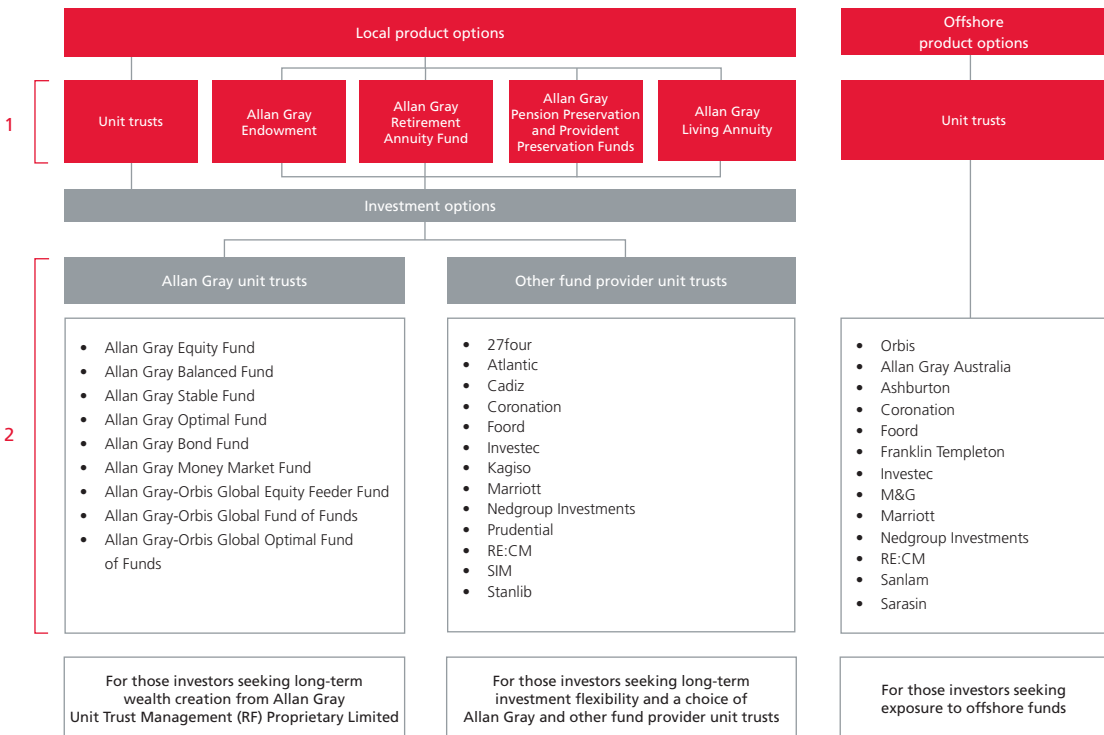 Local product options
Offshore
product options
1
Unit trusts
Allan Gray
Endowment
Allan Gray
Retirement
Annuity Fund
Allan Gray
Pension Preservation
and Provident
Preservation Funds
Allan Gray
Living Annuity
Unit trusts
Investment options
2
Allan Gray unit trusts
• Allan Gray Equity Fund
• Allan Gray Balanced Fund
• Allan Gray Stable Fund
• Allan Gray Optimal Fund
• Allan Gray Bond Fund
• Allan Gray Money Market Fund
• Allan Gray-Orbis Global Equity Feeder Fund
• Allan Gray-Orbis Global Fund of Funds
• Allan Gray-Orbis Global Optimal Fund
of Funds
Other fund provider unit trusts
• 27four
• Atlantic
• Cadiz
• Coronation
• Foord
• Investec
• Kagiso
• Marriott
• Nedgroup Investments
• Prudential
• RE:CM
• SIM
• Stanlib
• Orbis
• Allan Gray Australia
• Ashburton
• Coronation
• Foord
• Franklin Templeton
• Investec
• M&G
• Marriott
• Nedgroup Investments
• RE:CM
• Sanlam
• Sarasin
For those investors seeking long-term
wealth creation from Allan Gray
Unit Trust Management (RF) Proprietary Limited
For those investors seeking long-term
investment flexibility and a choice of
Allan Gray and other fund provider unit trusts
For those investors seeking
exposure to offshore funds